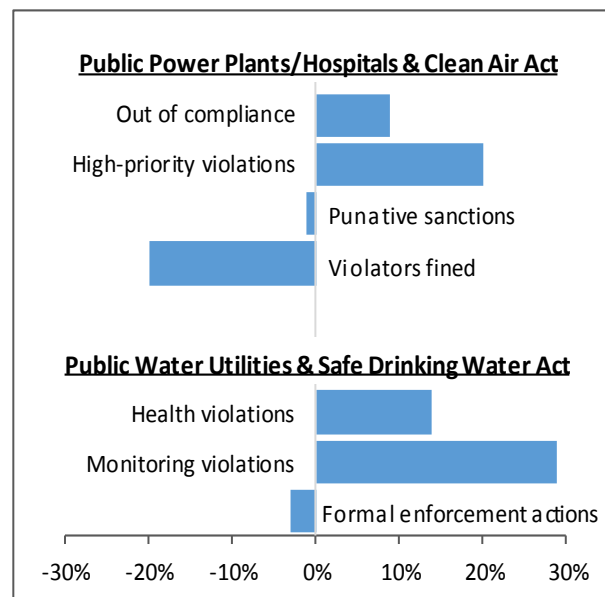 Public Power Plants/Hospitals & Clean Air Act
Out of compliance
High-priority violations
Punative sanctions
Violators fined
Public Water Utilities & Safe Drinking Water Act
Health violations
Monitoring violations
Formal enforcement actions
-30% -20% -10% 0% 10% 20% 30%